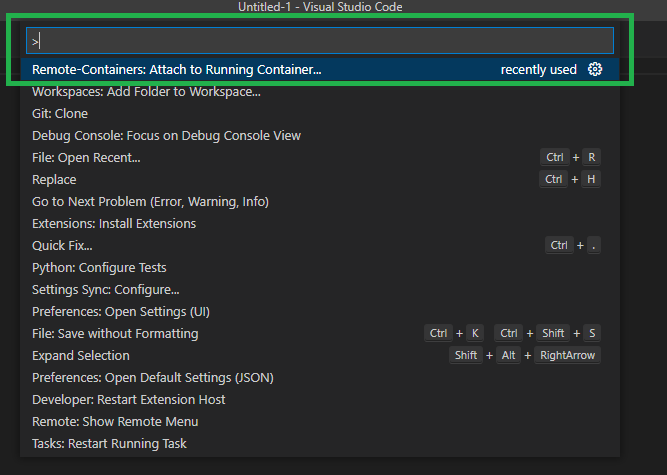 Untitled-1 - Visual Studio Code
>
Remote-Containers: Attach to Running Container... recently used
Workspaces: Add Folder to Workspace...
Git: Clone
Debug Console: Focus on Debug Console View
File: Open Recent... Ctrl + R
Replace Ctrl + H
Go to Next Problem (Error, Warning, Info)
Extensions: Install Extensions
Quick Fix... Ctrl + .
Python: Configure Tests
Settings Sync: Configure...
Preferences: Open Settings (UI)
File: Save without Formatting Ctrl + K Ctrl + Shift + S
Expand Selection Shift + Alt + RightArrow
Preferences: Open Default Settings (JSON)
Developer: Restart Extension Host
Remote: Show Remote Menu
Tasks: Restart Running Task